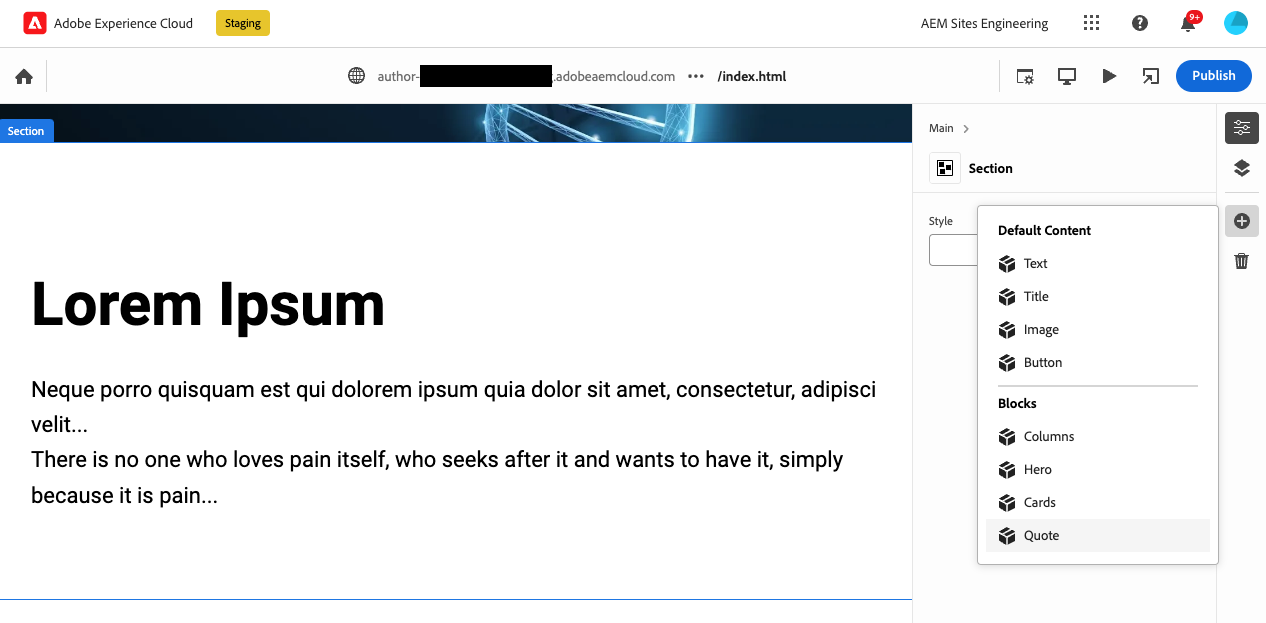 Adobe Experience Cloud Staging AEM Sites Engineering 9+
author- .adobeaemcloud.com ••• /index.html Publish
Section
Main
Section
Style
Default Content
Text
Title
Image
Button
Blocks
Columns
Hero
Cards
Quote
Lorem Ipsum
Neque porro quisquam est qui dolorem ipsum quia dolor sit amet, consectetur, adipisci
velit...
There is no one who loves pain itself, who seeks after it and wants to have it, simply
because it is pain...